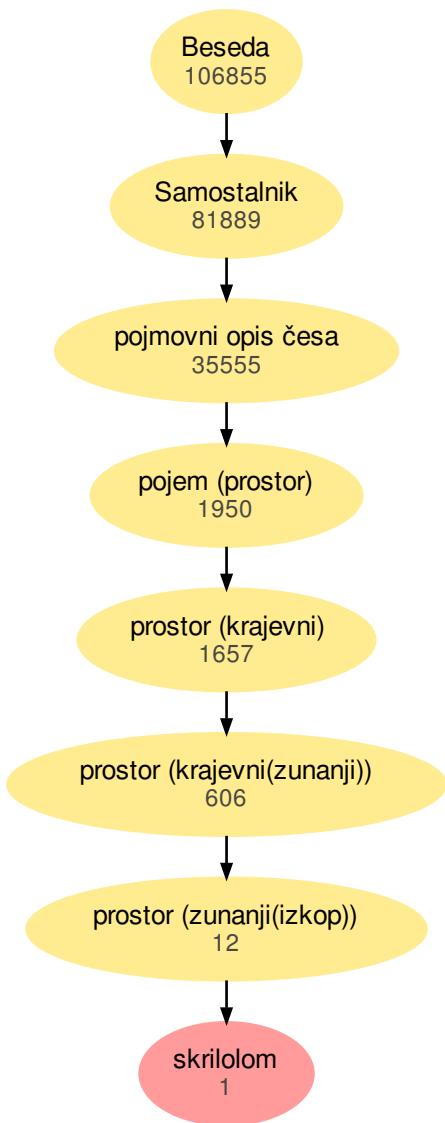 Beseda
106855
Samostalnik
81889
pojmovni opis česa
35555
pojem (prostor)
1950
prostor (krajevni)
1657
prostor (krajevni(zunanji))
606
prostor (zunanji(izkop))
12
skrilolom
1